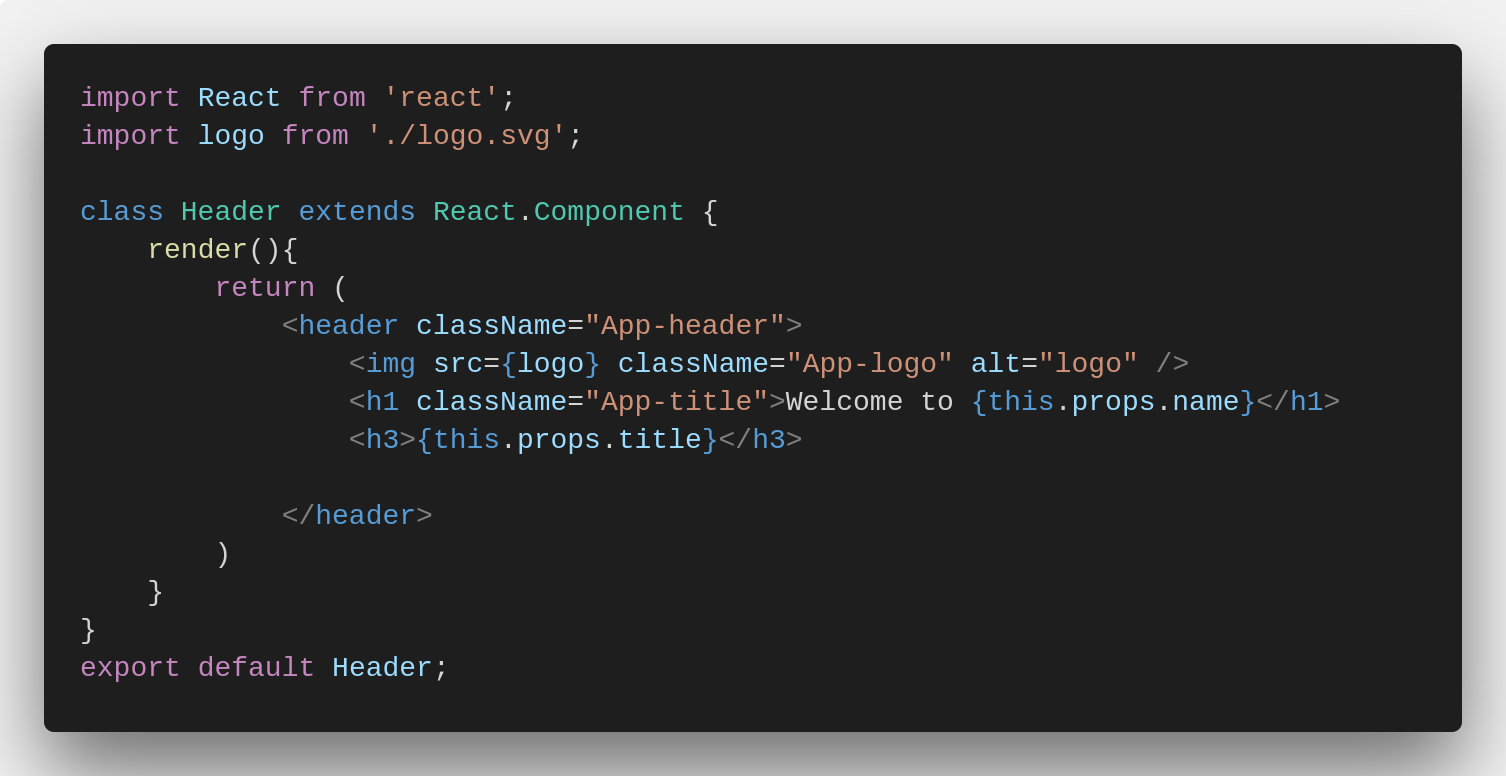 import React from 'react';
import logo from './logo.svg';

class Header extends React.Component {
    render(){
        return (
            <header className="App-header">
                <img src={logo} className="App-logo" alt="logo" />
                <h1 className="App-title">Welcome to {this.props.name}</h1>
                <h3>{this.props.title}</h3>

            </header>
        )
    }
}
export default Header;